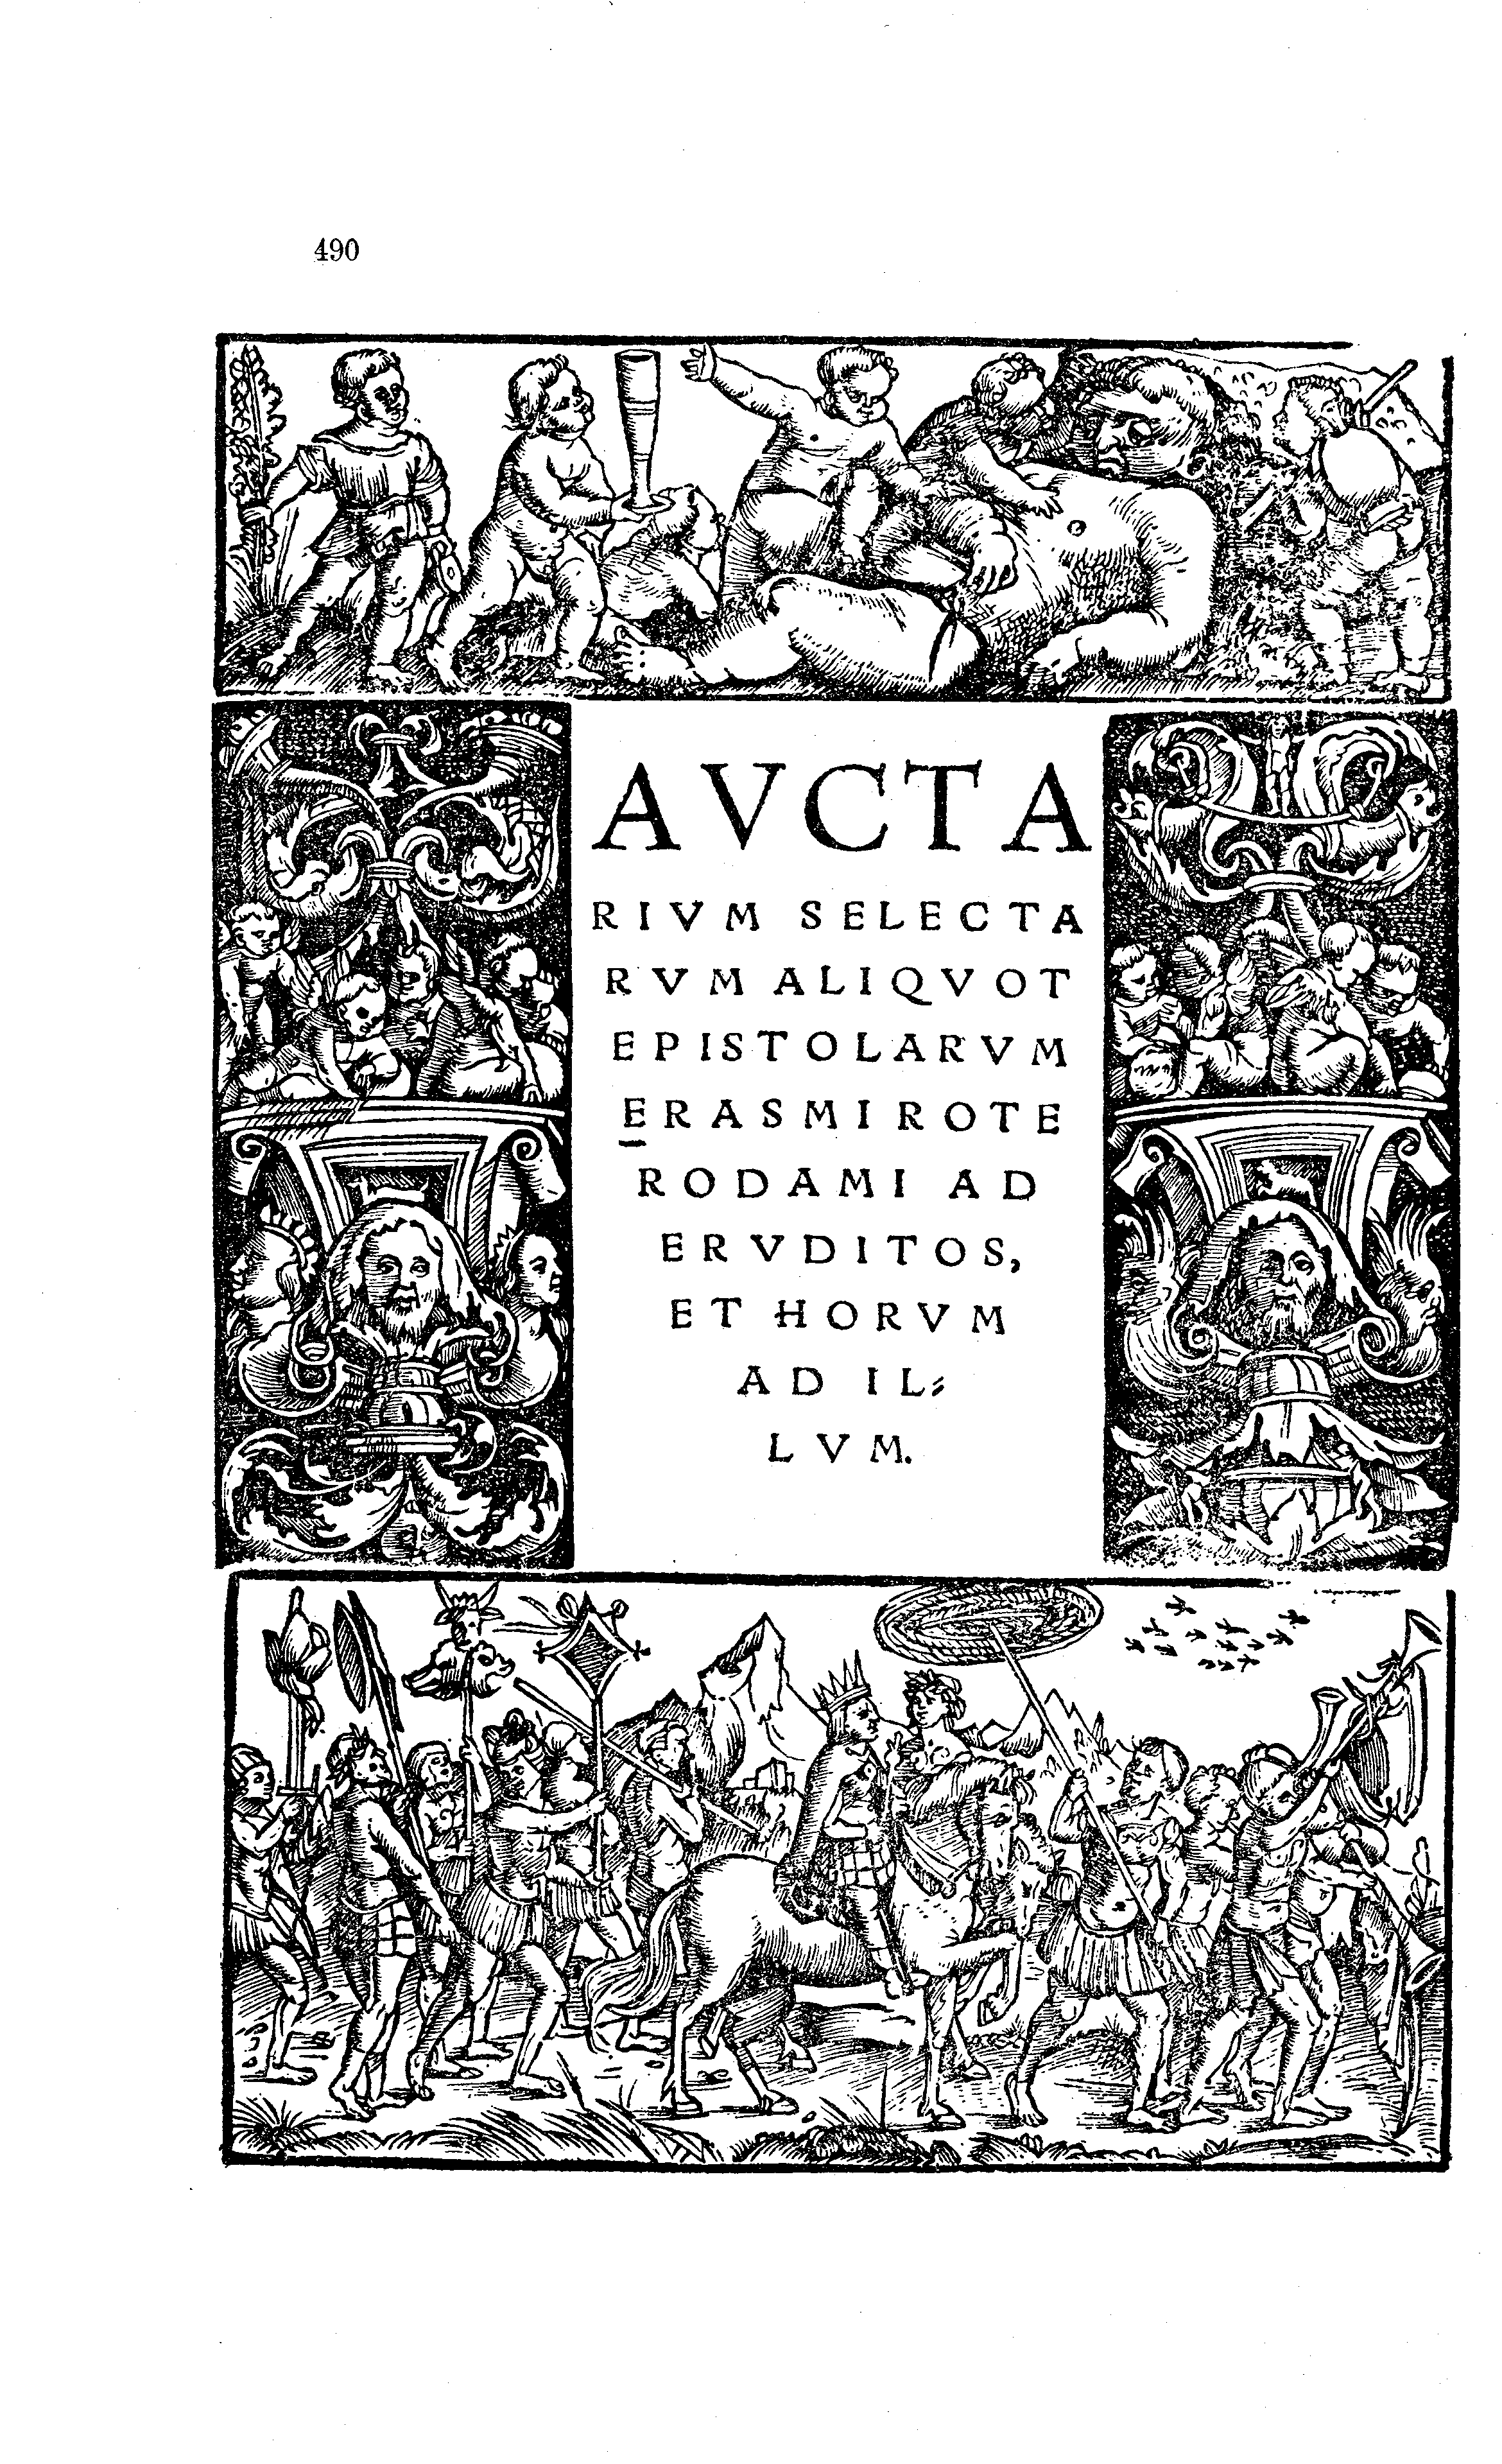 490
AVCTA
RIVM SELECTA
RVM ALIQVOT
EPISTOLARVM
ERASMI ROTE
RODAMI AD
ERVDITOS,
ET HORVM
AD IL⸗
LVM.